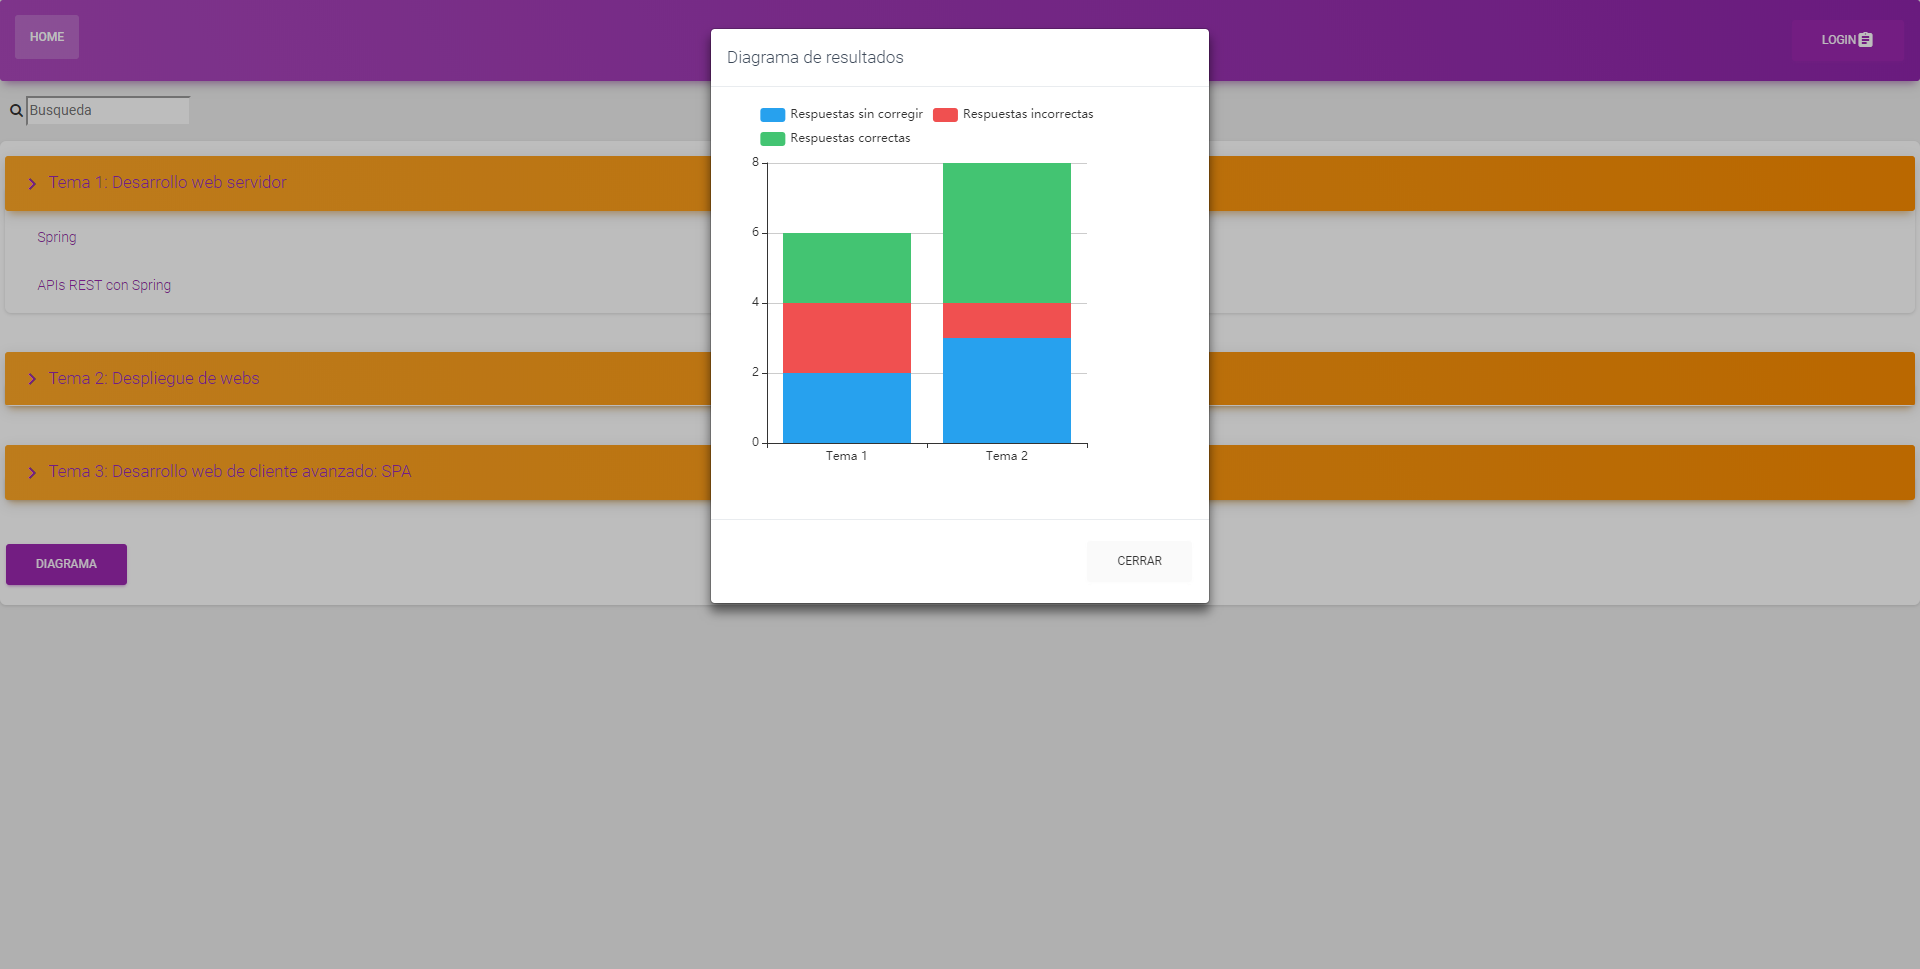 HOME
LOGIN
Busqueda
Tema 1: Desarrollo web servidor
Spring
APIs REST con Spring
Tema 2: Despliegue de webs
Tema 3: Desarrollo web de cliente avanzado: SPA
DIAGRAMA
Diagrama de resultados
Respuestas sin corregir Respuestas incorrectas
Respuestas correctas
8
6
4
2
0
Tema 1 Tema 2
CERRAR